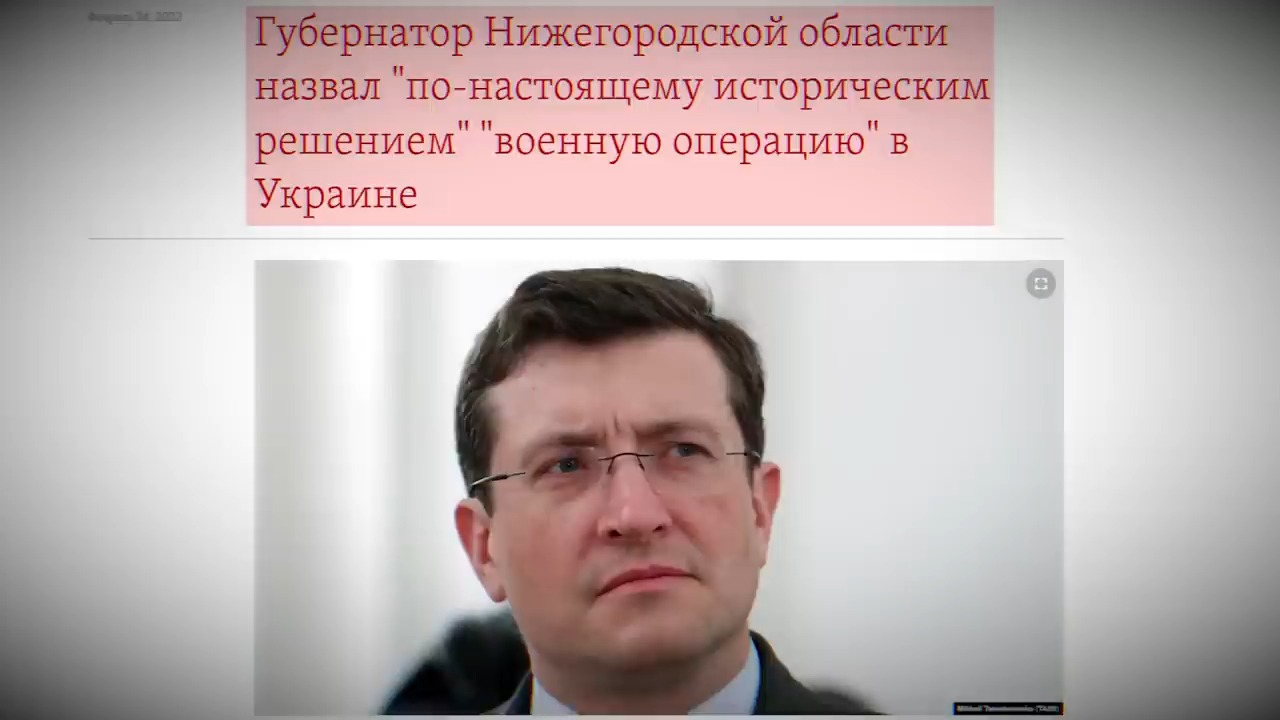 Губернатор Нижегородской области
назвал "по-настоящему историческим
решением" "военную операцию" в
Украине